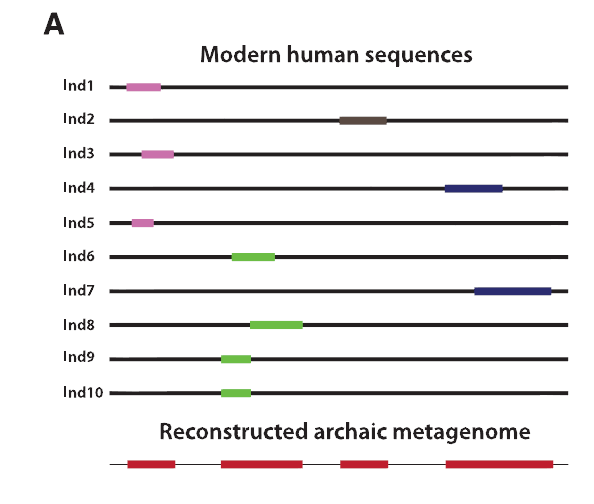 A
Modern human sequences
Ind1
Ind2
Ind3
Ind4
Ind5
Ind6
Ind7
Ind8
Ind9
Ind10
Reconstructed archaic metagenome